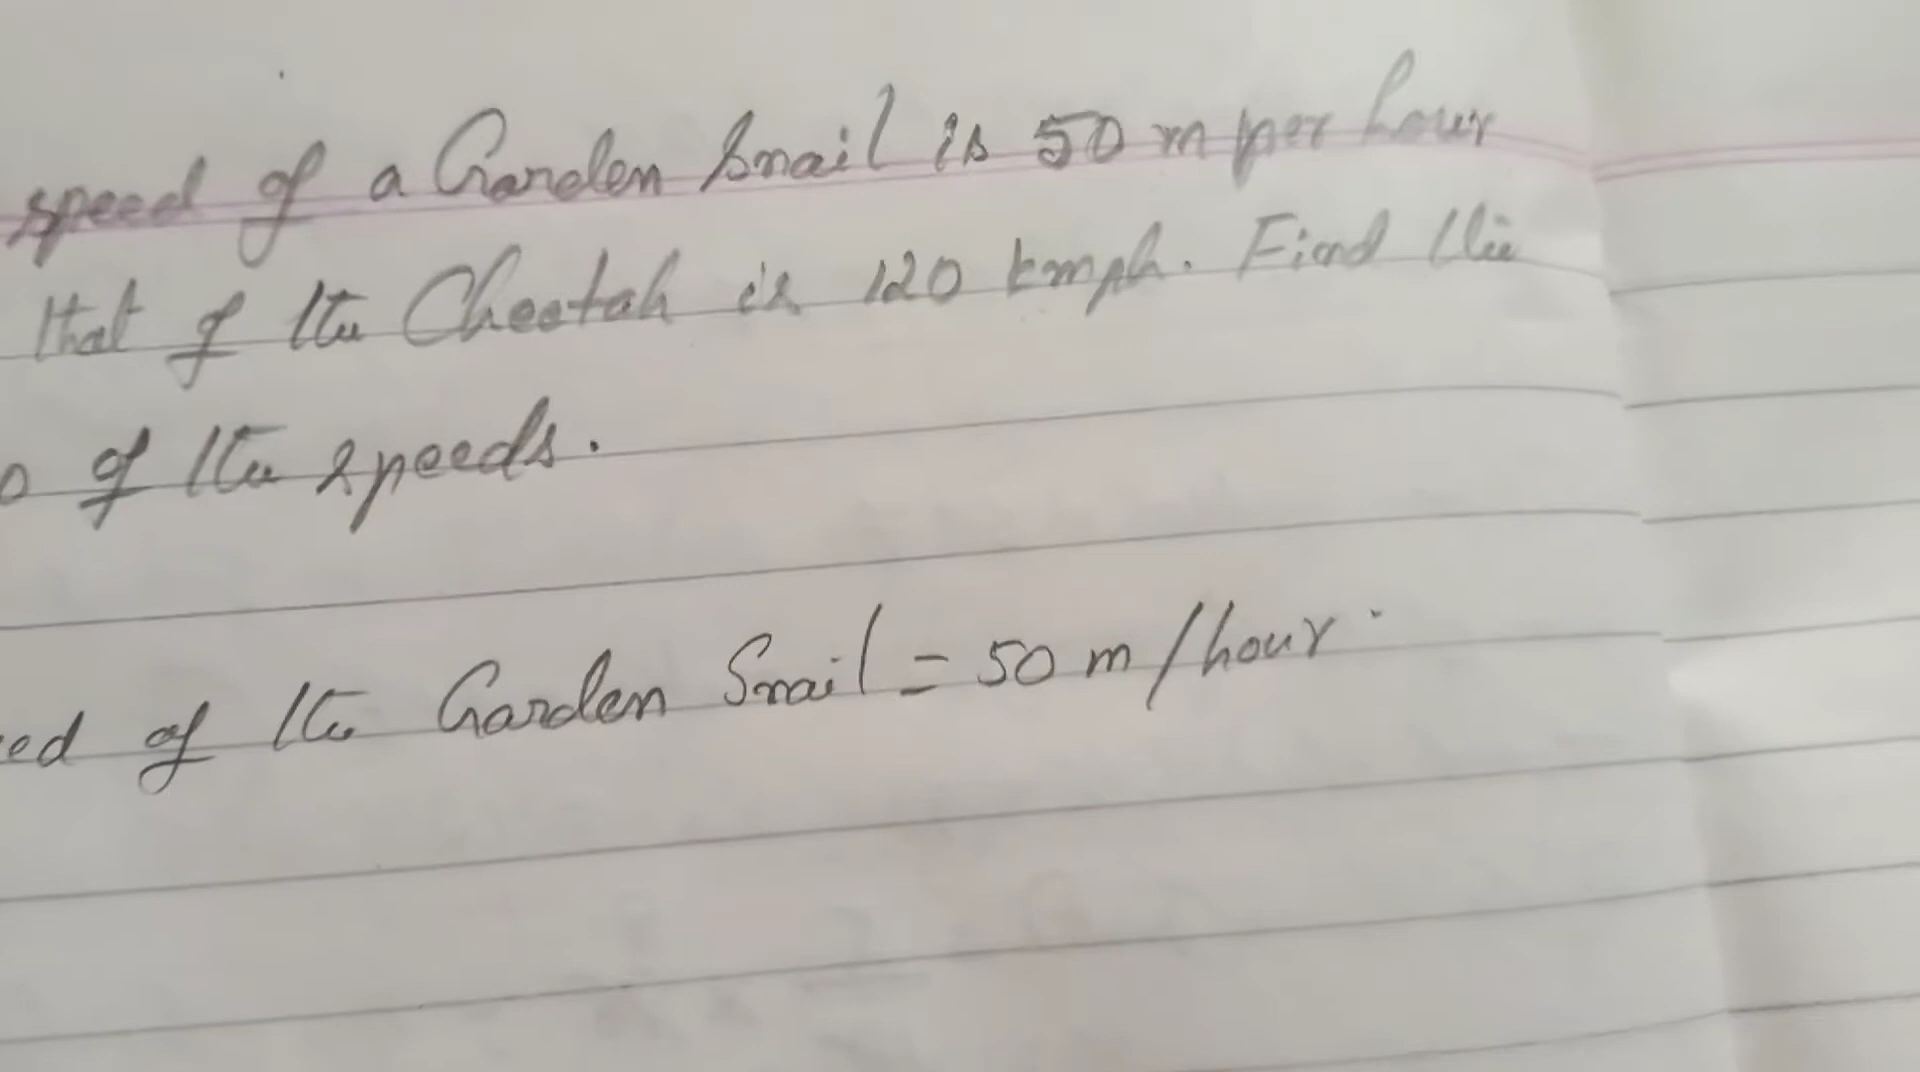 speed of a Garden Snail is 50 m per hour
that of the Cheetah is 120 kmph. Find the
o of the speeds.
ed of the Garden Snail = 50 m/hour.